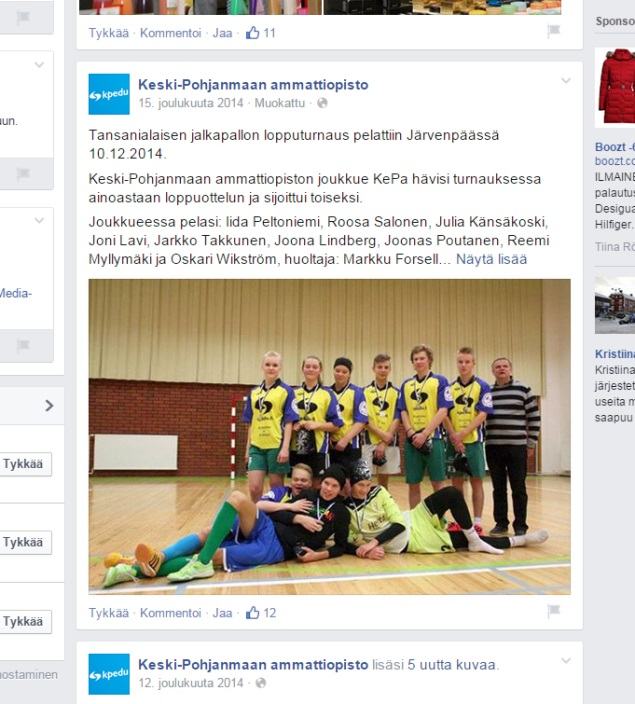 Tykkää · Kommentoi · Jaa · 11
Sponso
kpedu
Keski-Pohjanmaan ammattiopisto
15. joulukuuta 2014 · Muokattu ·
Tansanialaisen jalkapallon lopputurnaus pelattiin Järvenpäässä
10.12.2014.
Keski-Pohjanmaan ammattiopiston joukkue KePa hävisi turnauksessa
ainoastaan loppuottelun ja sijoittui toiseksi.
Joukkueessa pelasi: Iida Peltoniemi, Roosa Salonen, Julia Känsäkoski,
Joni Lavi, Jarkko Takkunen, Joona Lindberg, Joonas Poutanen, Reemi
Myllymäki ja Oskari Wikström, huoltaja: Markku Forsell... Näytä lisää
Tykkää · Kommentoi · Jaa · 12
kpedu
Keski-Pohjanmaan ammattiopisto lisäsi 5 uutta kuvaa.
12. joulukuuta 2014 ·
uun.
Media-
Tykkää
Tykkää
Tykkää
nostaminen
Boozt -6
boozt.co
ILMAINE
palautus
Desigua
Hilfiger.
Tiina Rö
Kristiina
Kristiina
järjestet
useita m
saapuu